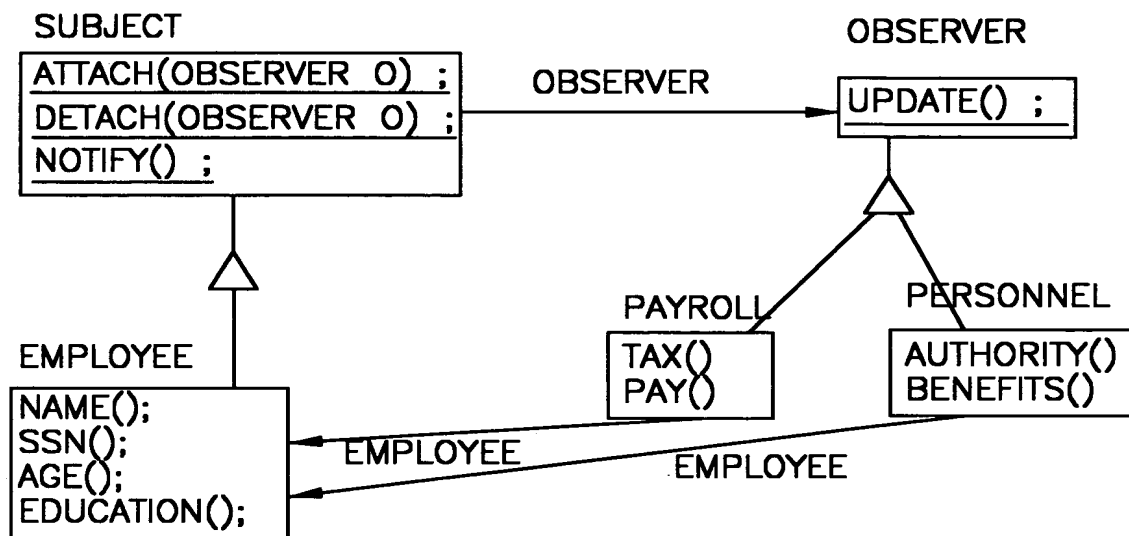 SUBJECT
ATTACH(OBSERVER O) ;
DETACH(OBSERVER O) ;
NOTIFY() ;
OBSERVER
OBSERVER
UPDATE() ;
PAYROLL
TAX()
PAY()
PERSONNEL
AUTHORITY()
BENEFITS()
EMPLOYEE
NAME();
SSN();
AGE();
EDUCATION();
EMPLOYEE
EMPLOYEE